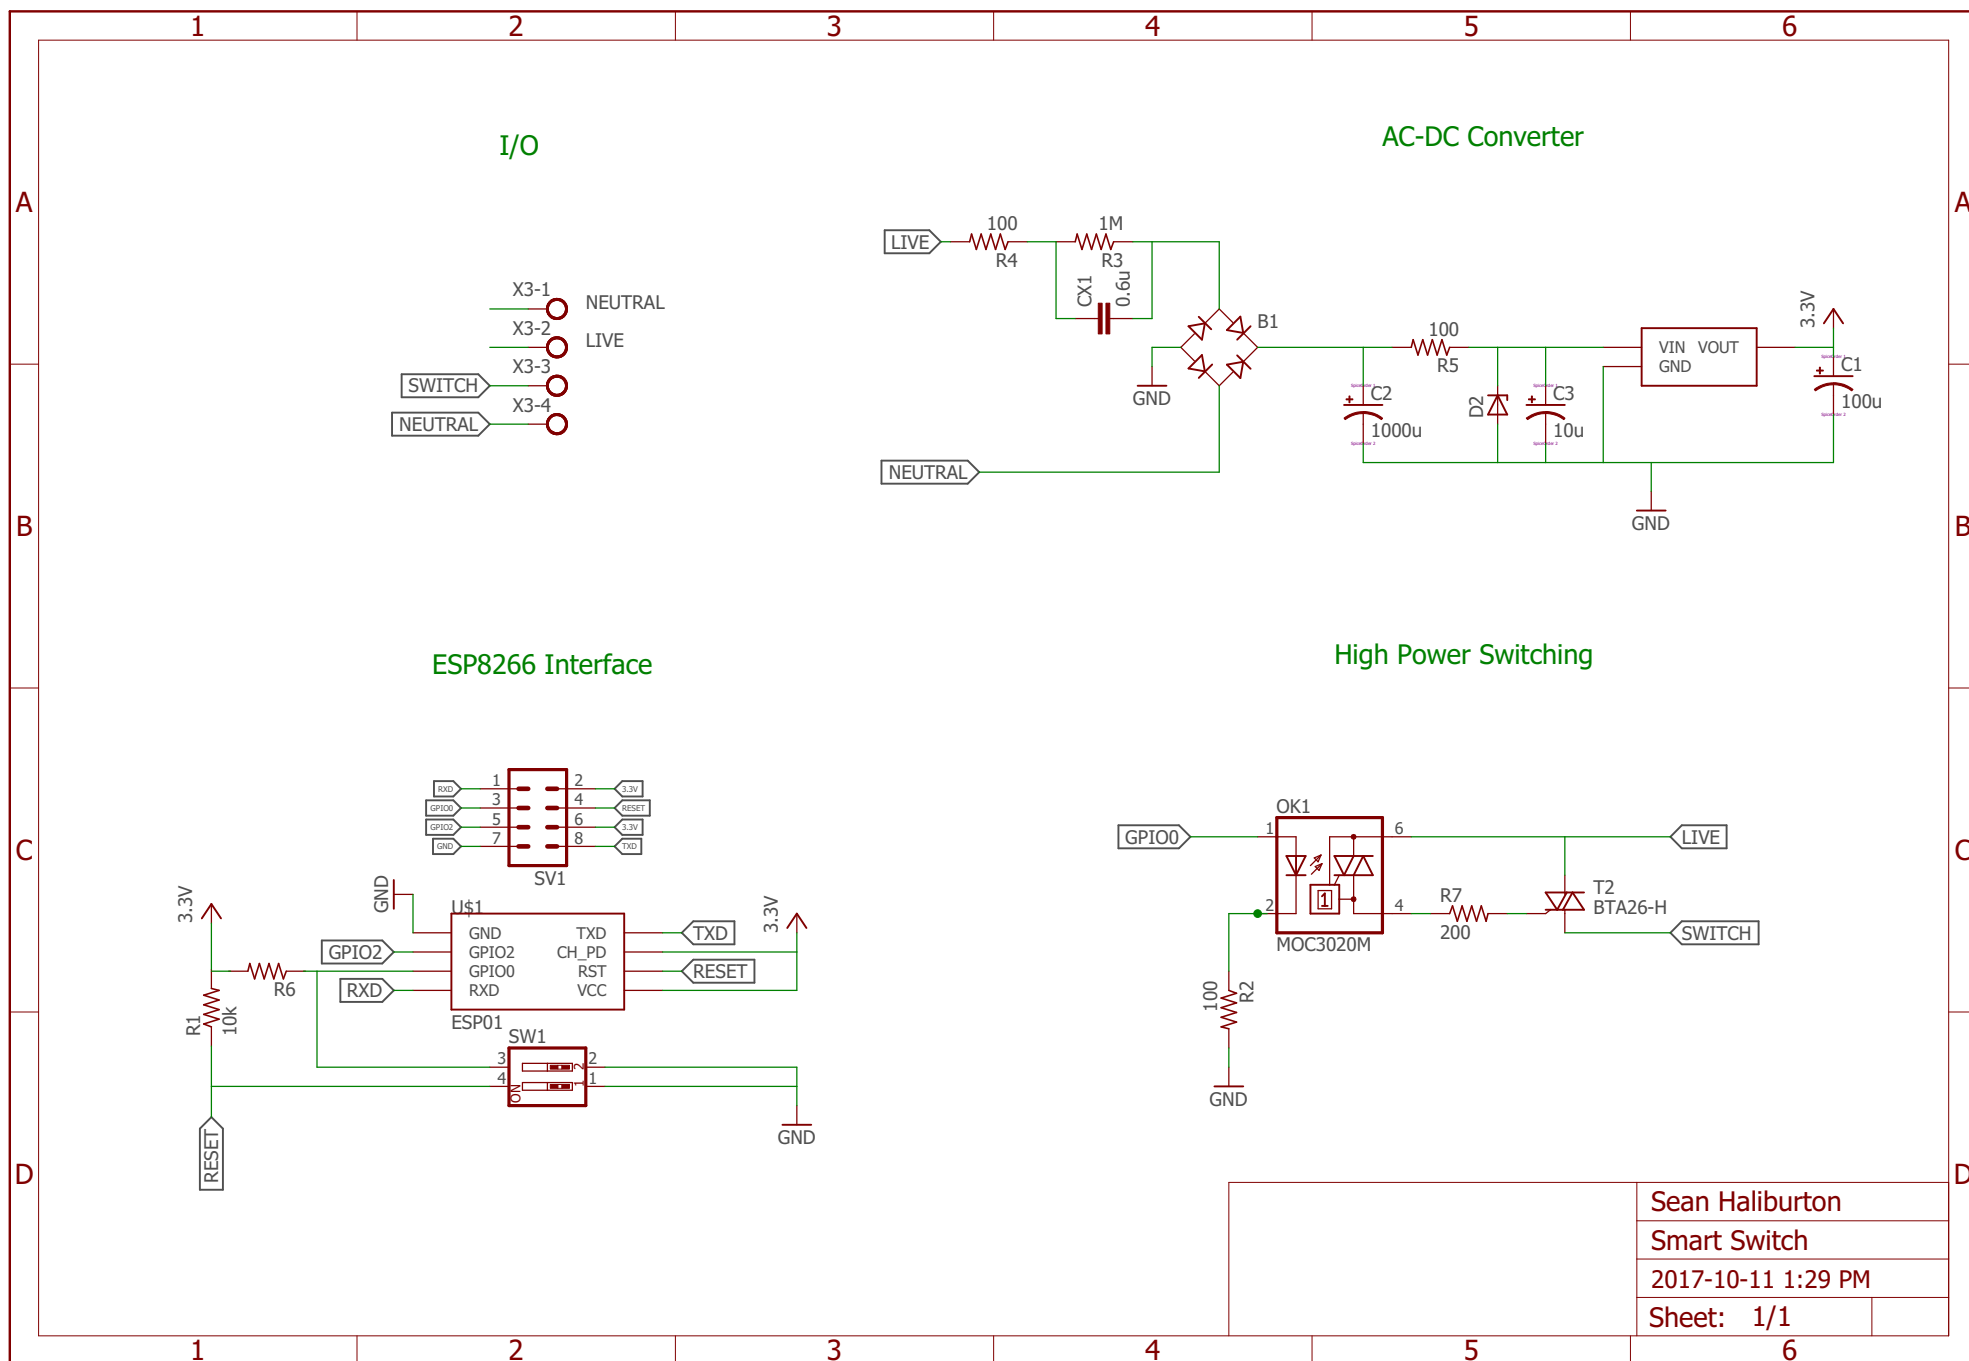 1 2 3 4 5 6
A A
I/O
AC-DC Converter
LIVE
100
R4
1M
R3
CX1
0.6u
B1
GND
NEUTRAL
100
R5
C2
1000u
D2
C3
10u
VIN VOUT
GND
3.3V
C1
100u
GND
X3-1
NEUTRAL
X3-2
LIVE
X3-3
SWITCH
X3-4
NEUTRAL
B B
ESP8266 Interface
High Power Switching
RXD 1 2 3.3V
GPIO0 3 4 RESET
GPIO2 5 6 3.3V
GND 7 8 TXD
SV1
C C
3.3V
GND
U$1
GND TXD
GPIO2 CH_PD
GPIO0 RST
RXD VCC
ESP01
GPIO2
RXD
TXD
RESET
3.3V
R6
R1
10k
SW1
3 2 2
4 1 1
ON
GND
RESET
OK1
GPIO0
1 6
2 4
1
MOC3020M
LIVE
T2
BTA26-H
R7
200
SWITCH
100
R2
GND
D D
Sean Haliburton
Smart Switch
2017-10-11 1:29 PM
Sheet: 1/1
1 2 3 4 5 6